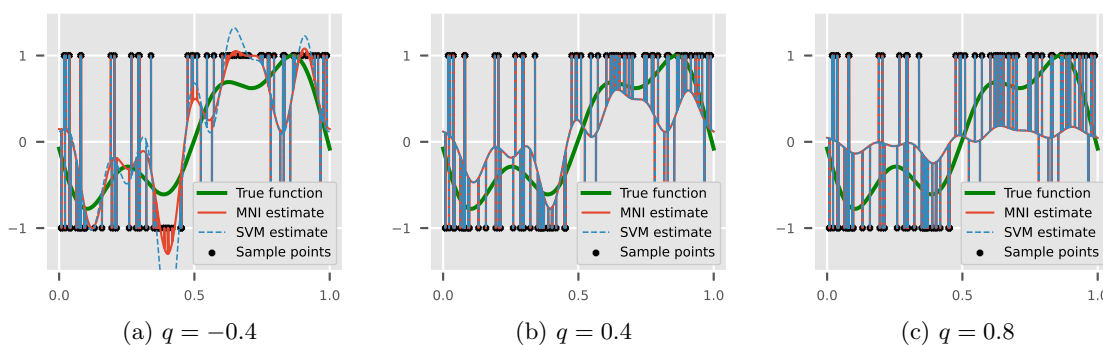 1
0
−1
0.0
0.5
1.0
True function
MNI estimate
SVM estimate
Sample points
(a) q = −0.4
1
0
−1
0.0
0.5
1.0
True function
MNI estimate
SVM estimate
Sample points
(b) q = 0.4
1
0
−1
0.0
0.5
1.0
True function
MNI estimate
SVM estimate
Sample points
(c) q = 0.8